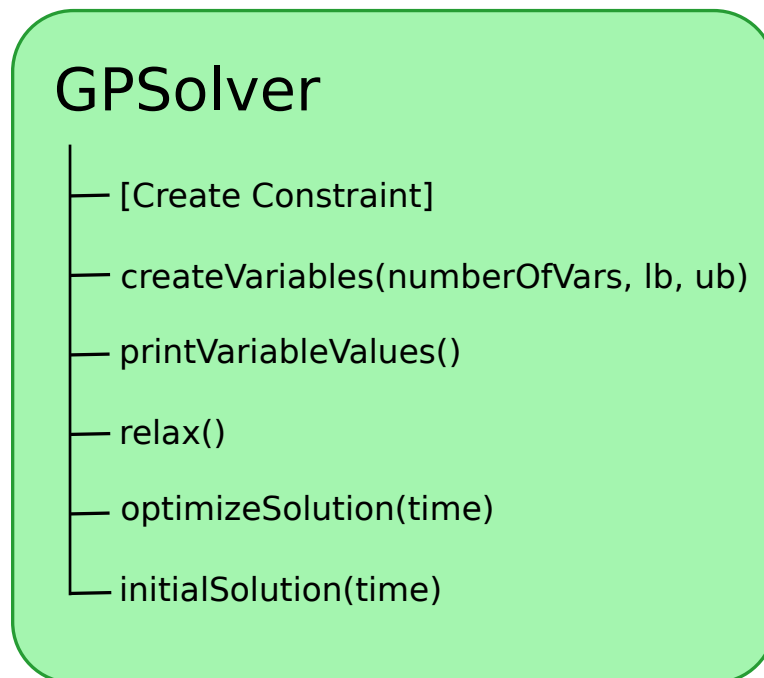 GPSolver
[Create Constraint]
createVariables(numberOfVars, lb, ub)
printVariableValues()
relax()
optimizeSolution(time)
initialSolution(time)